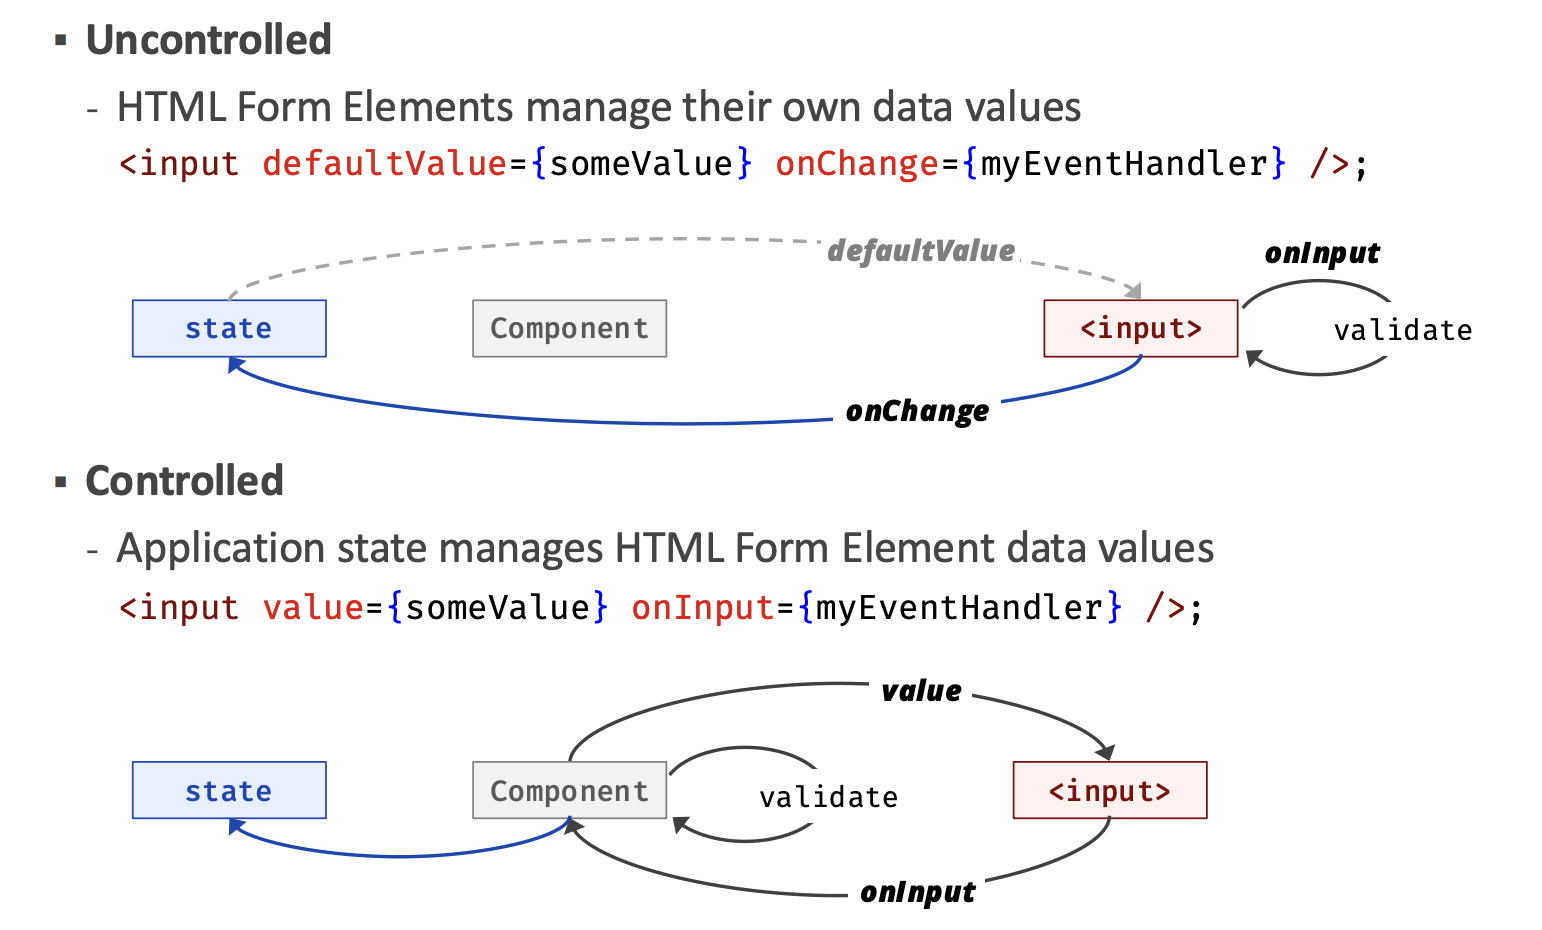 ▪ Uncontrolled
- HTML Form Elements manage their own data values
<input defaultValue={someValue} onChange={myEventHandler} />;
defaultValue
onInput
state
Component
<input>
validate
onChange
▪ Controlled
- Application state manages HTML Form Element data values
<input value={someValue} onInput={myEventHandler} />;
value
state
Component
validate
<input>
onInput